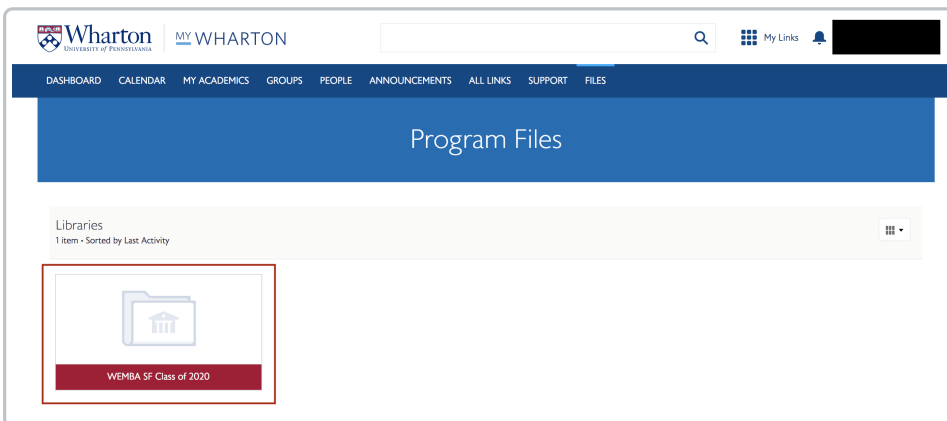 Wharton
UNIVERSITY of PENNSYLVANIA
MY WHARTON
My Links
DASHBOARD CALENDAR MY ACADEMICS GROUPS PEOPLE ANNOUNCEMENTS ALL LINKS SUPPORT FILES
Program Files
Libraries
1 item • Sorted by Last Activity
WEMBA SF Class of 2020